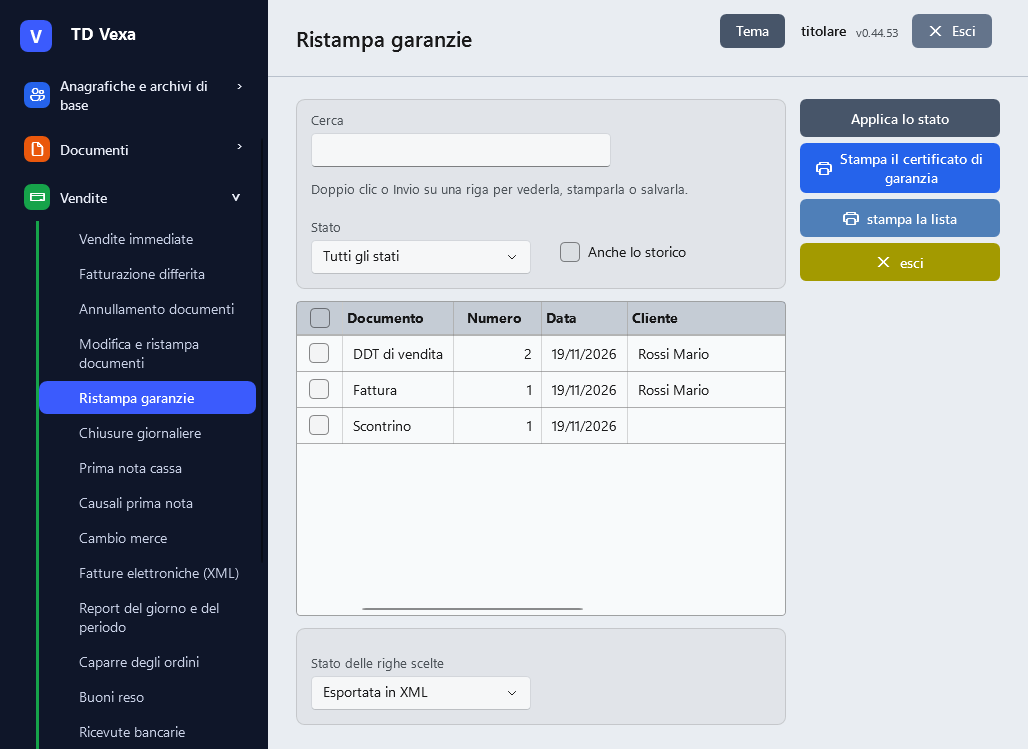 V
TD Vexa
Anagrafiche e archivi di
base
Documenti
Vendite
Vendite immediate
Fatturazione differita
Annullamento documenti
Modifica e ristampa
documenti
Ristampa garanzie
Chiusure giornaliere
Prima nota cassa
Causali prima nota
Cambio merce
Fatture elettroniche (XML)
Report del giorno e del
periodo
Caparre degli ordini
Buoni reso
Ricevute bancarie
Ristampa garanzie
Tema
titolare v0.44.53
Esci
Cerca
Doppio clic o Invio su una riga per vederla, stamparla o salvarla.
Stato
Tutti gli stati
Anche lo storico
Documento Numero Data Cliente
DDT di vendita 2 19/11/2026 Rossi Mario
Fattura 1 19/11/2026 Rossi Mario
Scontrino 1 19/11/2026
Stato delle righe scelte
Esportata in XML
Applica lo stato
Stampa il certificato di
garanzia
stampa la lista
esci